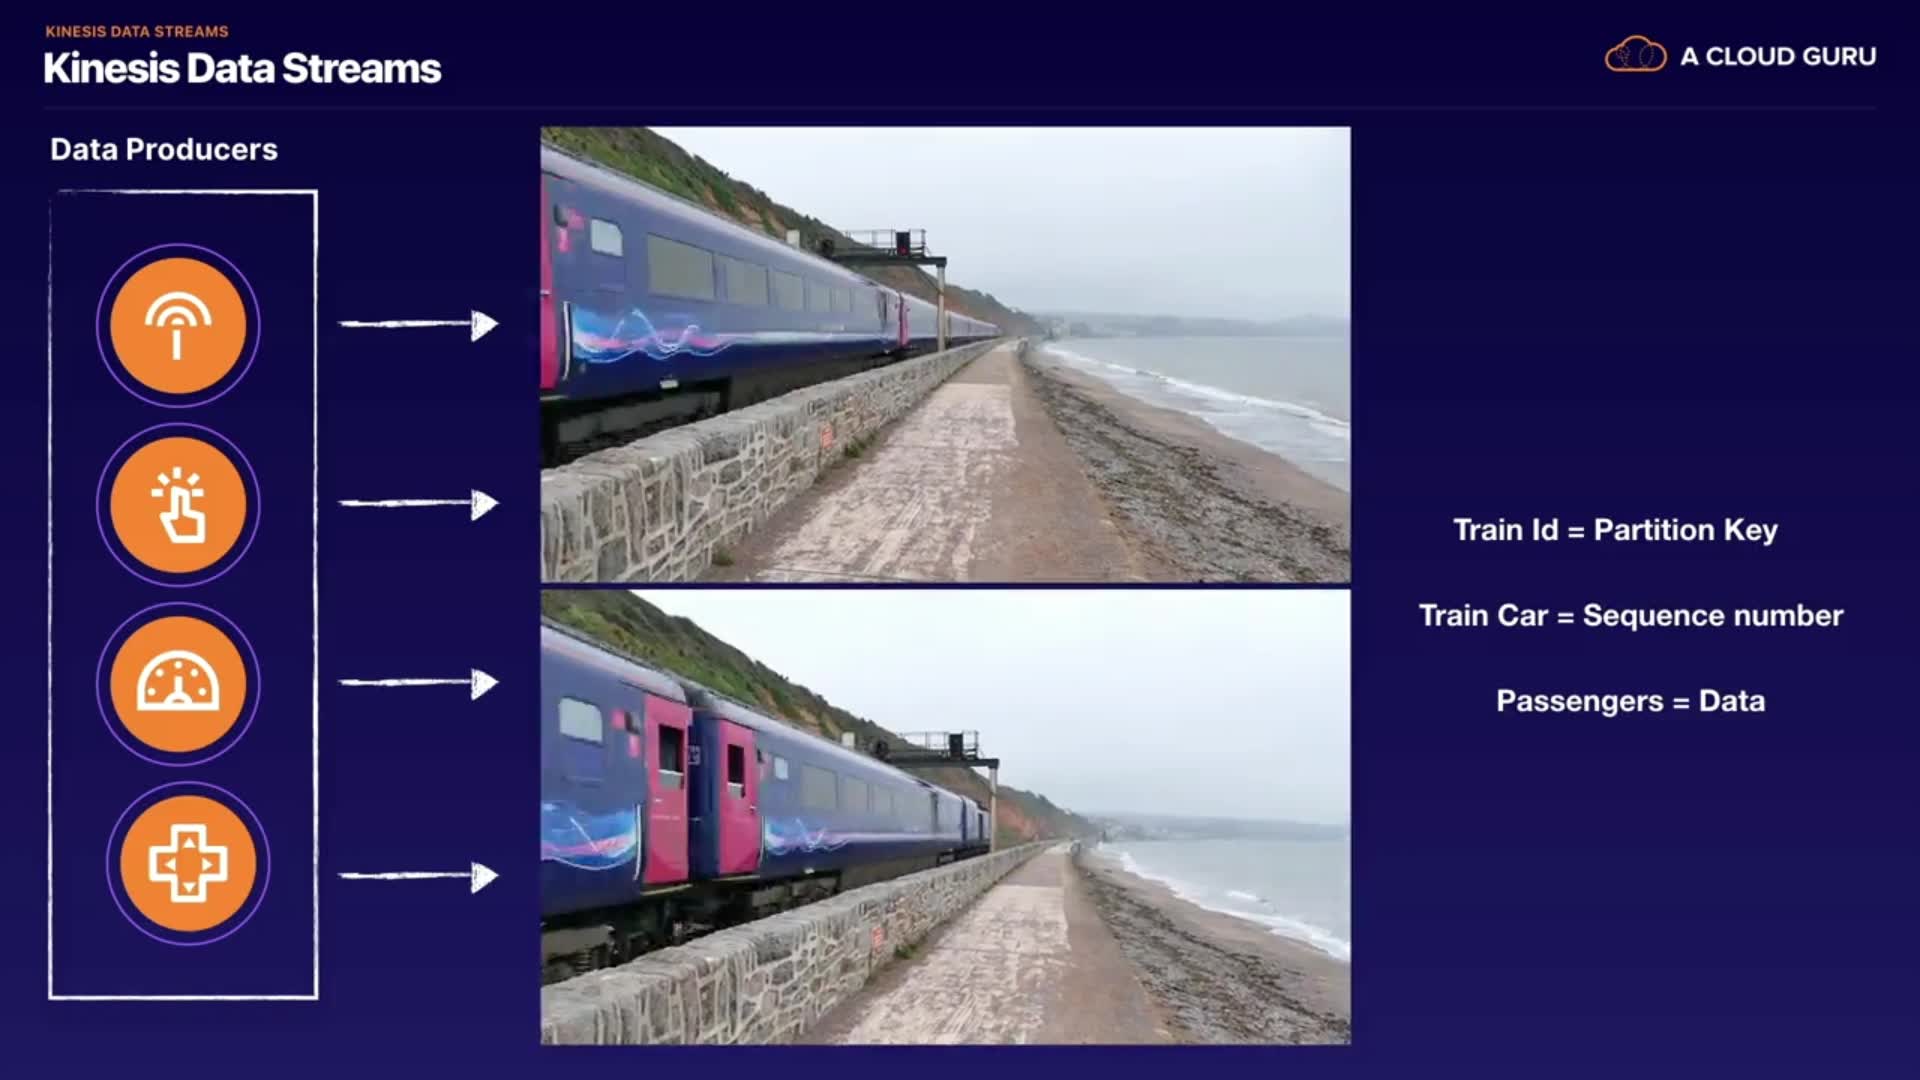 KINESIS DATA STREAMS
Kinesis Data Streams
A CLOUD GURU
Data Producers
Train Id = Partition Key
Train Car = Sequence number
Passengers = Data